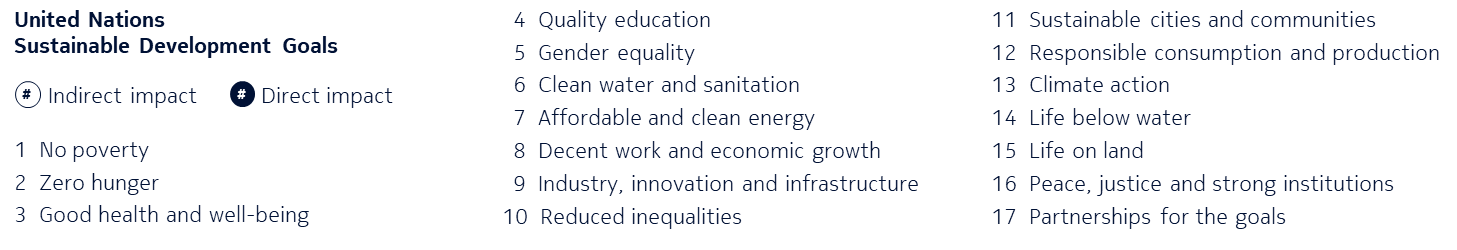 United Nations
Sustainable Development Goals
# Indirect impact # Direct impact
1 No poverty
2 Zero hunger
3 Good health and well-being
4 Quality education
5 Gender equality
6 Clean water and sanitation
7 Affordable and clean energy
8 Decent work and economic growth
9 Industry, innovation and infrastructure
10 Reduced inequalities
11 Sustainable cities and communities
12 Responsible consumption and production
13 Climate action
14 Life below water
15 Life on land
16 Peace, justice and strong institutions
17 Partnerships for the goals